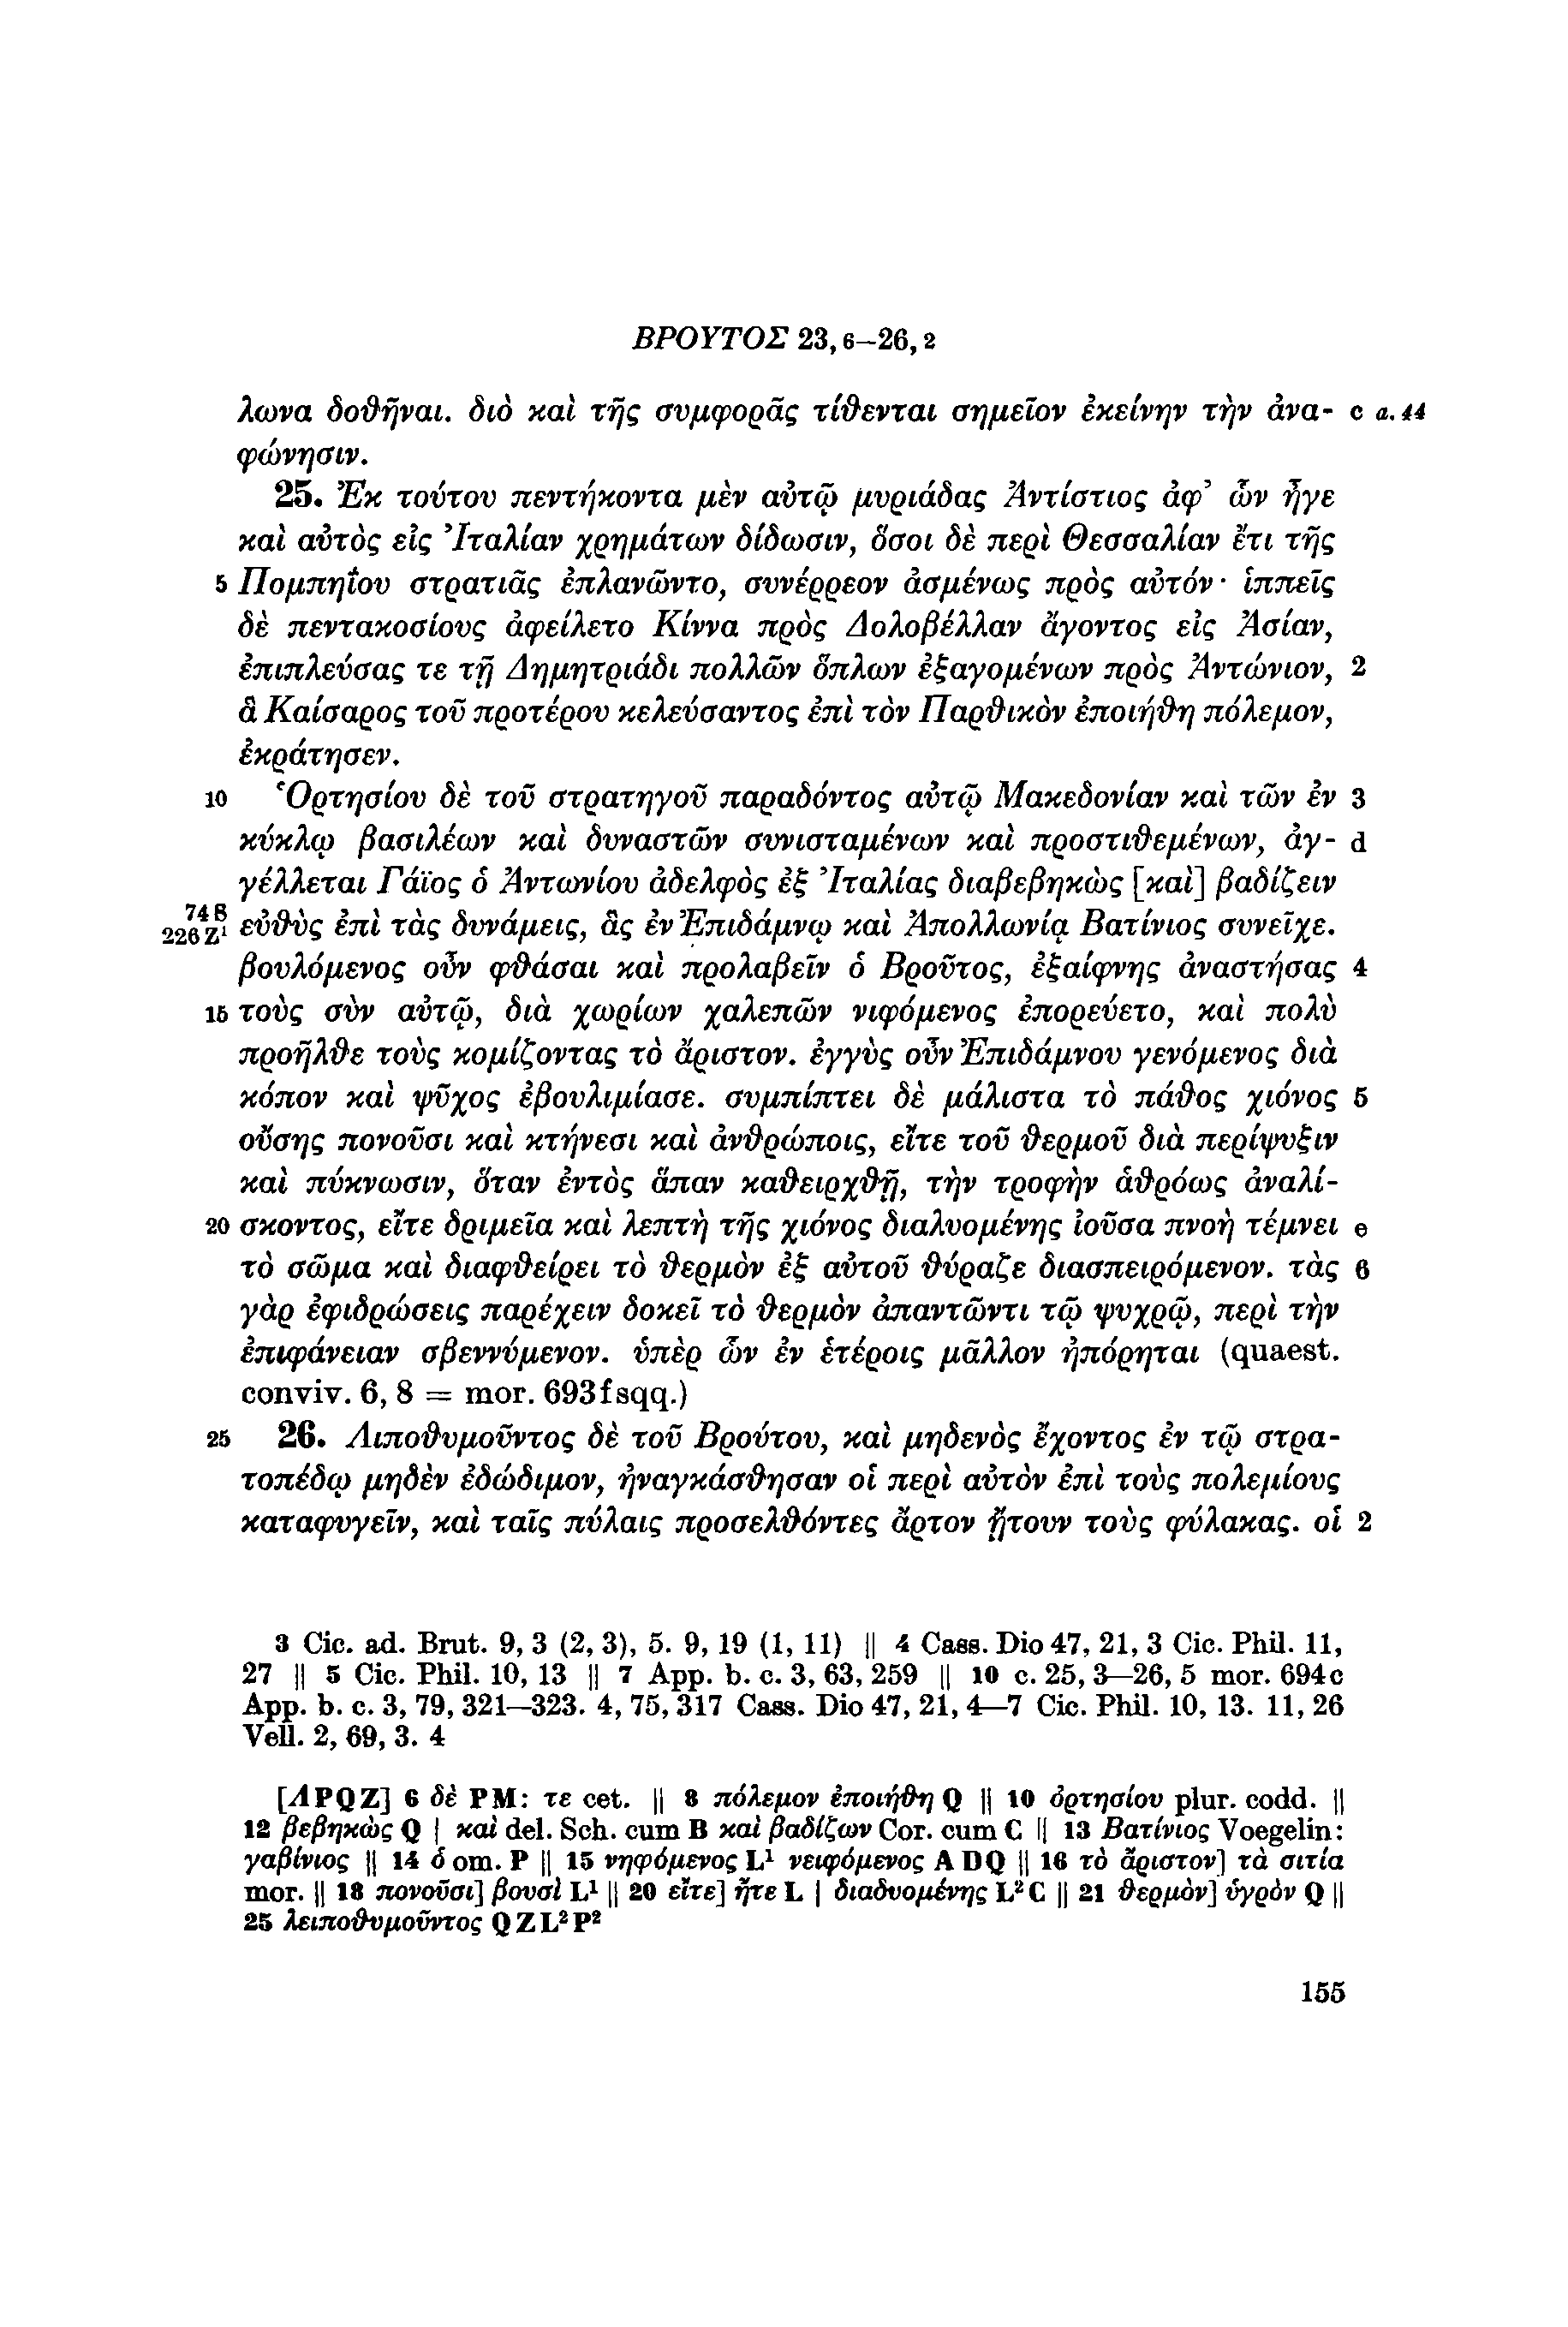 ΒΡΟΥΤΟΣ 23,6–26,2
λωνα δοθῆναι. διὸ καὶ τῆς συμφορᾶς τίθενται σημεῖον ἐκείνην τὴν ἀνα- c a. 44
φώνησιν.
25. Ἐκ τούτου πεντήκοντα μὲν αὐτῷ μυριάδας Ἀντίστιος ἀφ’ ὧν ἦγε
καὶ αὐτὸς εἰς Ἰταλίαν χρημάτων δίδωσιν, ὅσοι δὲ περὶ Θεσσαλίαν ἔτι τῆς
5 Πομπηΐου στρατιᾶς ἐπλανῶντο, συνέρρεον ἀσμένως πρὸς αὐτόν· ἱππεῖς
δὲ πεντακοσίους ἀφείλετο Κίννα πρὸς Δολοβέλλαν ἄγοντος εἰς Ἀσίαν,
ἐπιπλεύσας τε τῇ Δημητριάδι πολλῶν ὅπλων ἐξαγομένων πρὸς Ἀντώνιον, 2
ἃ Καίσαρος τοῦ προτέρου κελεύσαντος ἐπὶ τὸν Παρθικὸν ἐποιήθη πόλεμον,
ἐκράτησεν.
10 Ὁρτησίου δὲ τοῦ στρατηγοῦ παραδόντος αὐτῷ Μακεδονίαν καὶ τῶν ἐν 3
κύκλῳ βασιλέων καὶ δυναστῶν συνισταμένων καὶ προστιθεμένων, ἀγ- d
γέλλεται Γάϊος ὁ Ἀντωνίου ἀδελφὸς ἐξ Ἰταλίας διαβεβηκὼς [καὶ] βαδίζειν
74 S
226 Z¹ εὐθὺς ἐπὶ τὰς δυνάμεις, ἃς ἐν Ἐπιδάμνῳ καὶ Ἀπολλωνίᾳ Βατίνιος συνεῖχε.
βουλόμενος οὖν φθάσαι καὶ προλαβεῖν ὁ Βροῦτος, ἐξαίφνης ἀναστήσας 4
15 τοὺς σὺν αὐτῷ, διὰ χωρίων χαλεπῶν νιφόμενος ἐπορεύετο, καὶ πολὺ
προῆλθε τοὺς κομίζοντας τὸ ἄριστον. ἐγγὺς οὖν Ἐπιδάμνου γενόμενος διὰ
κόπον καὶ ψῦχος ἐβουλιμίασε. συμπίπτει δὲ μάλιστα τὸ πάθος χιόνος 5
οὔσης πονοῦσι καὶ κτήνεσι καὶ ἀνθρώποις, εἴτε τοῦ θερμοῦ διὰ περίψυξιν
καὶ πύκνωσιν, ὅταν ἐντὸς ἅπαν καθειρχθῇ, τὴν τροφὴν ἁθρόως ἀναλί-
20 σκοντος, εἴτε δριμεῖα καὶ λεπτὴ τῆς χιόνος διαλυομένης ἰοῦσα πνοὴ τέμνει e
τὸ σῶμα καὶ διαφθείρει τὸ θερμὸν ἐξ αὐτοῦ θύραζε διασπειρόμενον. τὰς 6
γὰρ ἐφιδρώσεις παρέχειν δοκεῖ τὸ θερμὸν ἀπαντῶντι τῷ ψυχρῷ, περὶ τὴν
ἐπιφάνειαν σβεννύμενον. ὑπὲρ ὧν ἐν ἑτέροις μᾶλλον ἠπόρηται (quaest.
conviv. 6, 8 = mor. 693f sqq.)
25 26. Λιποθυμοῦντος δὲ τοῦ Βρούτου, καὶ μηδενὸς ἔχοντος ἐν τῷ στρα-
τοπέδῳ μηδὲν ἐδώδιμον, ἠναγκάσθησαν οἱ περὶ αὐτὸν ἐπὶ τοὺς πολεμίους
καταφυγεῖν, καὶ ταῖς πύλαις προσελθόντες ἄρτον ᾔτουν τοὺς φύλακας. οἱ 2
3 Cic. ad. Brut. 9, 3 (2, 3), 5. 9, 19 (1, 11) || 4 Cass. Dio 47, 21, 3 Cic. Phil. 11,
27 || 5 Cic. Phil. 10, 13 || 7 App. b. c. 3, 63, 259 || 10 c. 25, 3—26, 5 mor. 694c
App. b. c. 3, 79, 321—323. 4, 75, 317 Cass. Dio 47, 21, 4—7 Cic. Phil. 10, 13. 11, 26
Vell. 2, 69, 3. 4
[ΛPQZ] 6 δὲ PM: τε cet. || 8 πόλεμον ἐποιήθη Q || 10 ὀρτησίου plur. codd. ||
12 βεβηκὼς Q | καὶ del. Sch. cum B καὶ βαδίζων Cor. cum C || 13 Βατίνιος Voegelin:
γαβίνιος || 14 ὁ om. P || 15 νηφόμενος L¹ νειφόμενος A D Q || 16 τὸ ἄριστον] τὰ σιτία
mor. || 18 πονοῦσι] βουσὶ L¹ || 20 εἴτε] ἤτε L | διαδυομένης L² C || 21 θερμὸν] ὑγρὸν Q ||
25 λειποθυμοῦντος Q Z L² P²
155